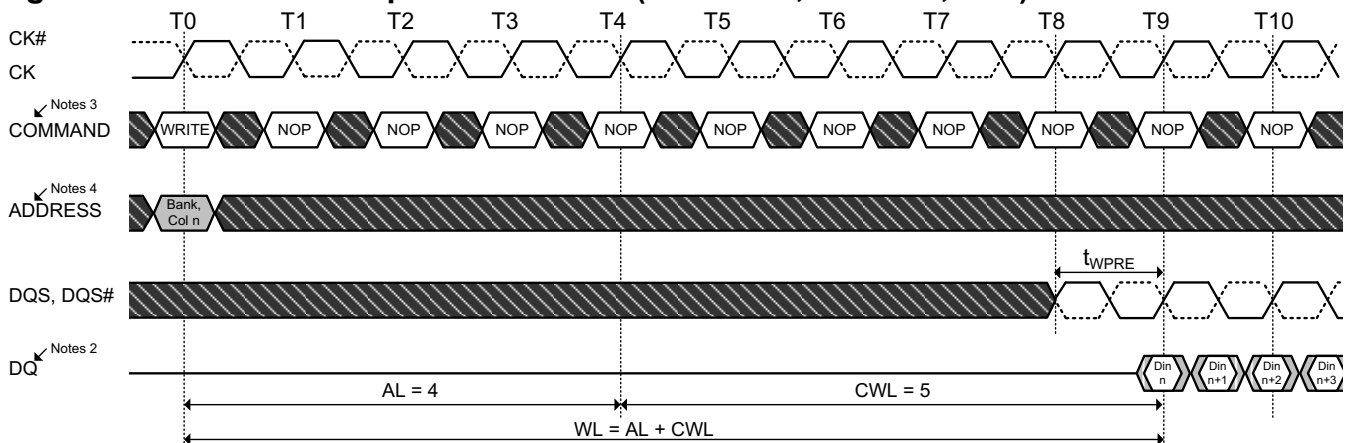 T0 T1 T2 T3 T4 T5 T6 T7 T8 T9 T10
CK#
CK
Notes 3
COMMAND WRITE NOP NOP NOP NOP NOP NOP NOP NOP NOP NOP
Notes 4
ADDRESS
Bank,
Col n
tWPRE
DQS, DQS#
Notes 2
DQ
Din Din Din Din
n n+1 n+2 n+3
AL = 4 CWL = 5
WL = AL + CWL